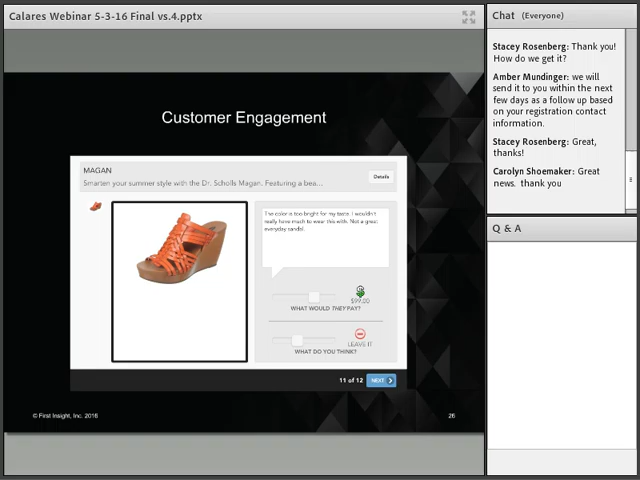 Calares Webinar 5-3-16 Final vs.4.pptx
Customer Engagement
MAGAN
Smarten your summer style with the Dr. Scholls Magan. Featuring a bea...
Details
The color is too bright for my taste. I wouldn't
really have much to wear this with. Not a great
everyday sandal.
$99.00
WHAT WOULD THEY PAY?
LEAVE IT
WHAT DO YOU THINK?
11 of 12
NEXT
© First Insight, Inc. 2016
26
Chat (Everyone)
Stacey Rosenberg: Thank you!
How do we get it?
Amber Mundinger: we will
send it to you within the next
few days as a follow up based
on your registration contact
information.
Stacey Rosenberg: Great,
thanks!
Carolyn Shoemaker: Great
news. thank you
Q & A